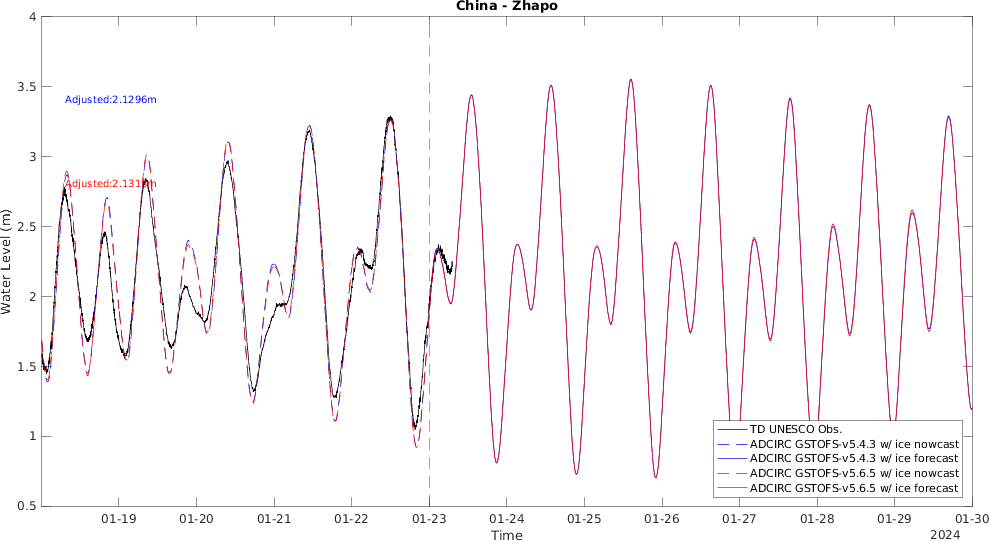 China - Zhapo
4
3.5
3
2.5
2
1.5
1
0.5
Water Level (m)
Adjusted:2.1296m
01-19
01-20
01-21
01-22
01-23
01-24
01-25
01-26
01-27
01-28
01-29
01-30
Time
2024
TD UNESCO Obs.
ADCIRC GSTOFS-v5.4.3 w/ ice nowcast
ADCIRC GSTOFS-v5.4.3 w/ ice forecast
ADCIRC GSTOFS-v5.6.5 w/ ice nowcast
ADCIRC GSTOFS-v5.6.5 w/ ice forecast